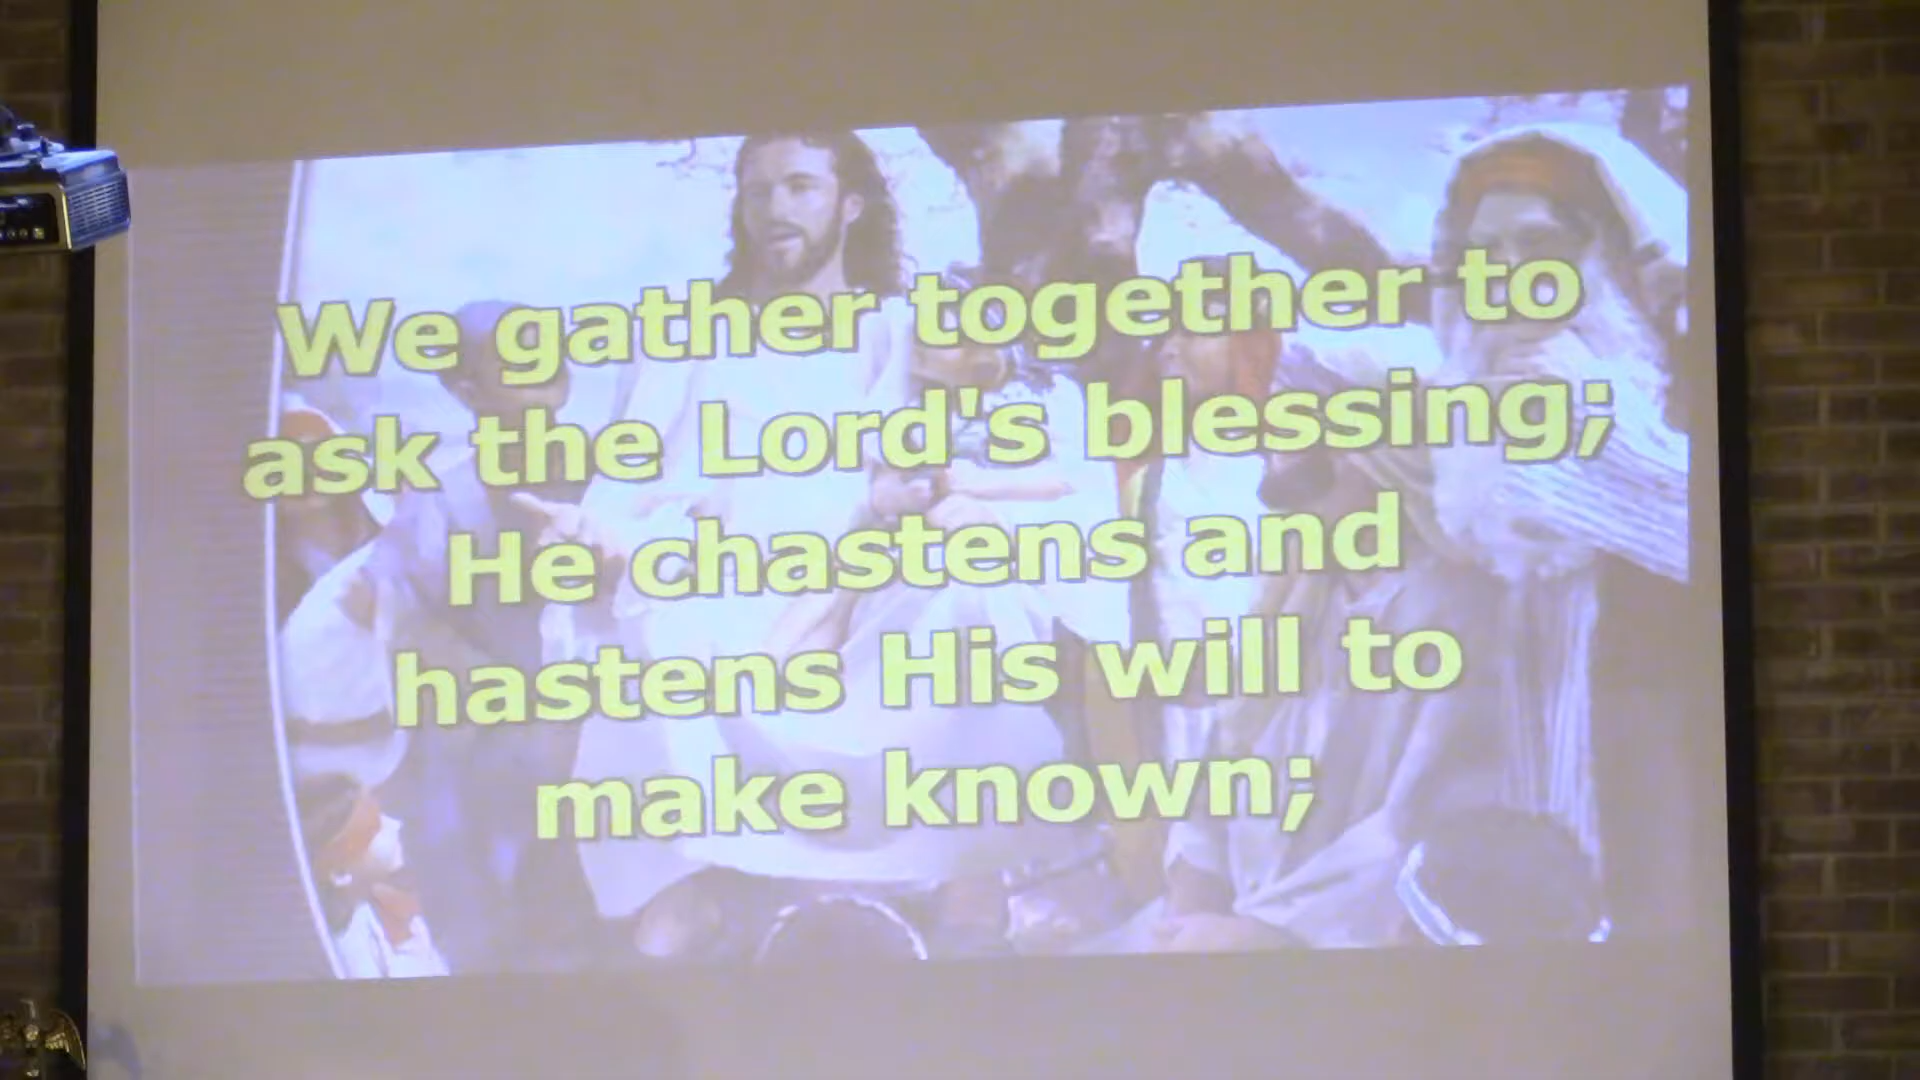 We gather together to
ask the Lord's blessing;
He chastens and
hastens His will to
make known;